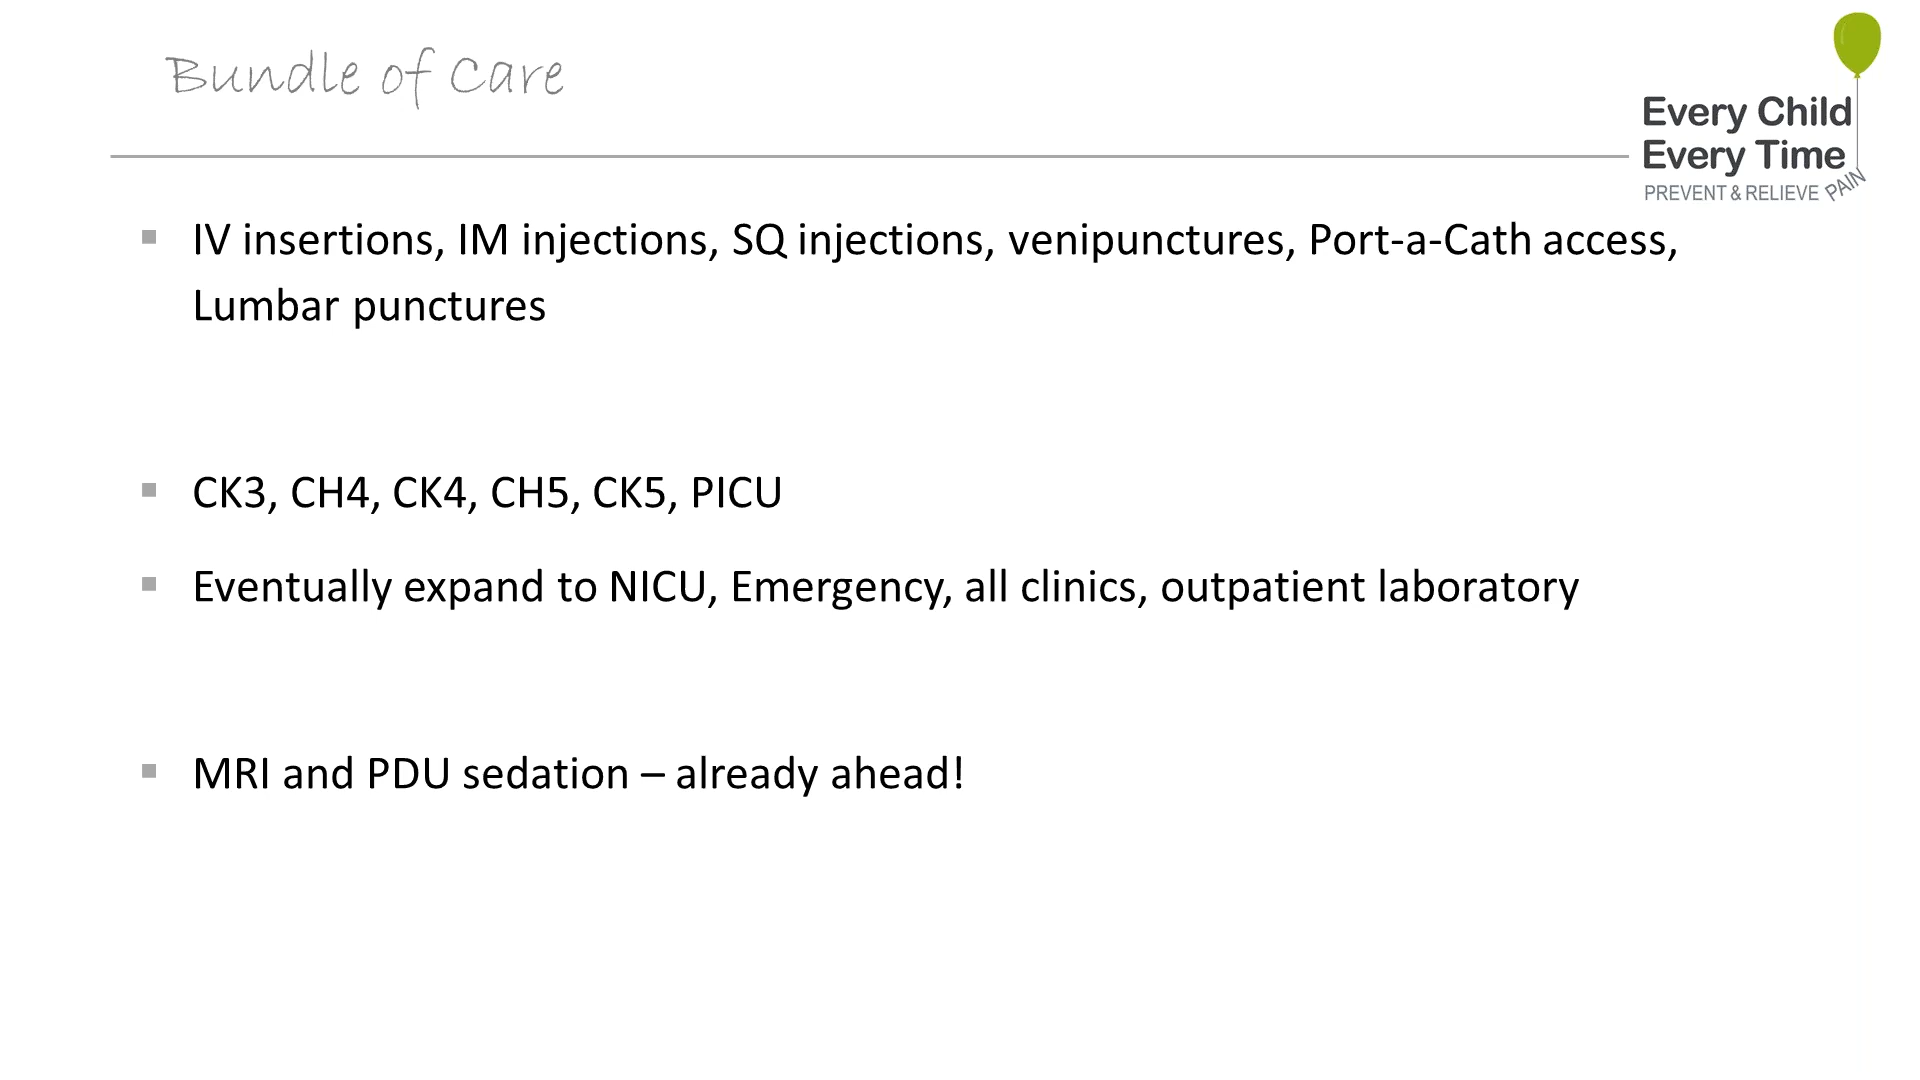 Bundle of Care
Every Child
Every Time
PREVENT & RELIEVE PAIN
IV insertions, IM injections, SQ injections, venipunctures, Port-a-Cath access,
Lumbar punctures
CK3, CH4, CK4, CH5, CK5, PICU
Eventually expand to NICU, Emergency, all clinics, outpatient laboratory
MRI and PDU sedation – already ahead!